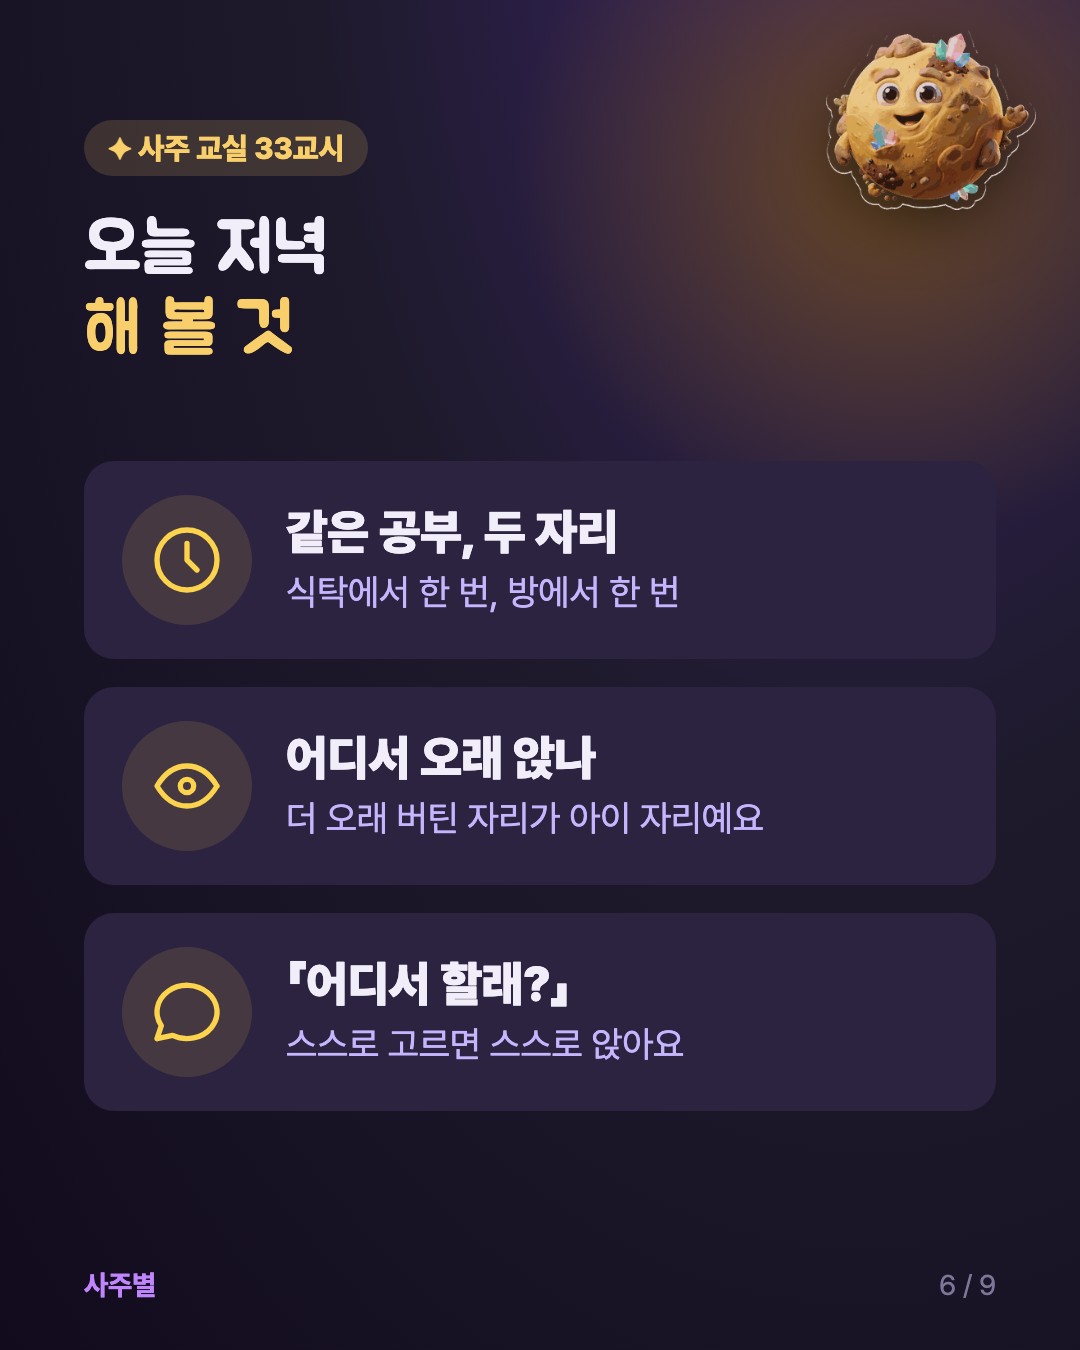 ✦ 사주 교실 33교시
오늘 저녁
해 볼 것
같은 공부, 두 자리
식탁에서 한 번, 방에서 한 번
어디서 오래 앉나
더 오래 버틴 자리가 아이 자리예요
「어디서 할래?」
스스로 고르면 스스로 앉아요
사주별
6 / 9